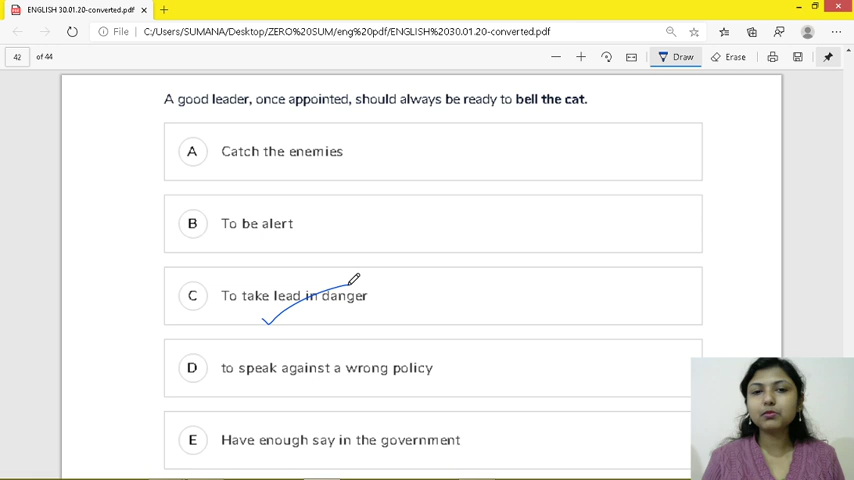 ENGLISH 30.01.20-converted.pdf
File
C:/Users/SUMANA/Desktop/ZERO%20SUM/eng%20pdf/ENGLISH%2030.01.20-converted.pdf
42 of 44
Draw
Erase
A good leader, once appointed, should always be ready to bell the cat.
A Catch the enemies
B To be alert
C To take lead in danger
D to speak against a wrong policy
E Have enough say in the government